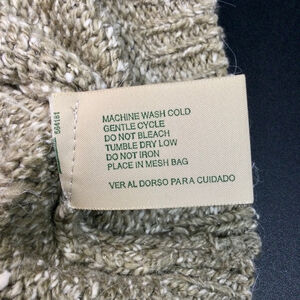 MACHINE WASH COLD
GENTLE CYCLE
DO NOT BLEACH
TUMBLE DRY LOW
DO NOT IRON
PLACE IN MESH BAG
VER AL DORSO PARA CUIDADO